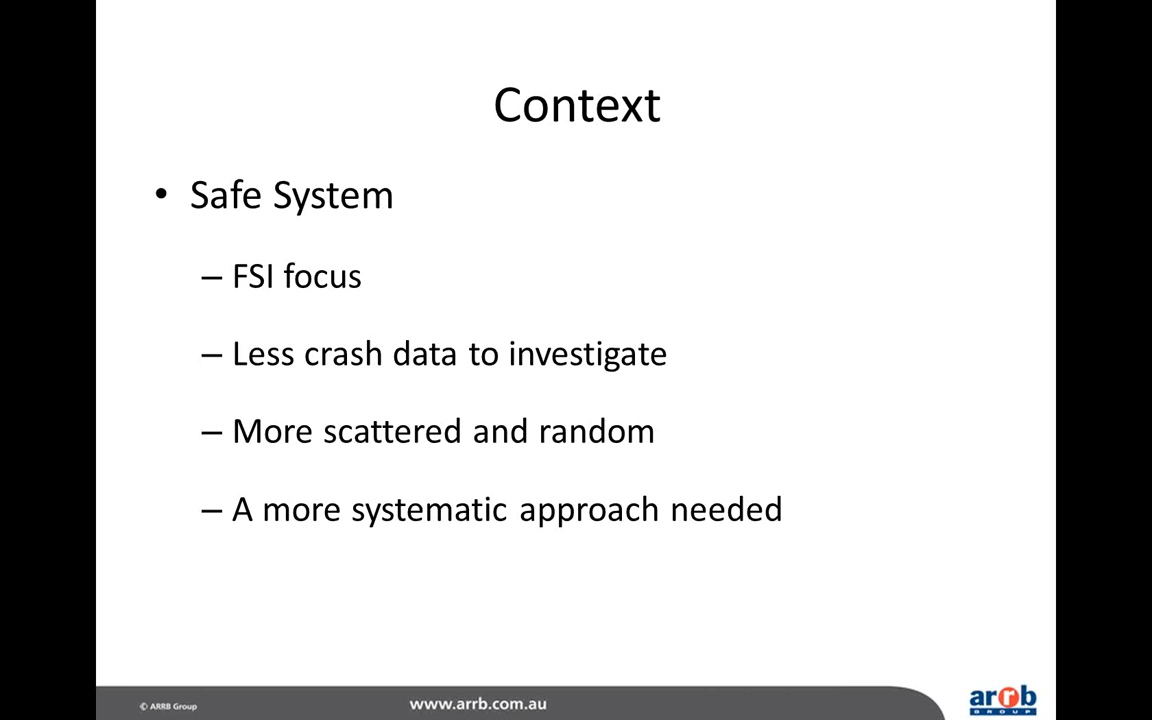 Context
• Safe System
– FSI focus
– Less crash data to investigate
– More scattered and random
– A more systematic approach needed
© ARRB Group
www.arrb.com.au
arrb
GROUP